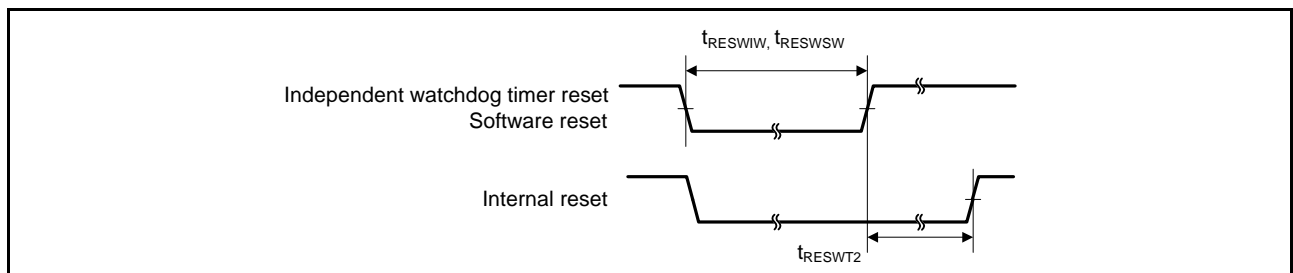 tRESWIW, tRESWSW
Independent watchdog timer reset
Software reset
Internal reset
tRESWT2